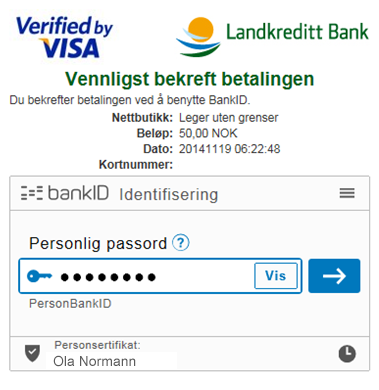 Verified by
VISA
Landkreditt Bank
Vennligst bekreft betalingen
Du bekrefter betalingen ved å benytte BankID.
Nettbutikk: Leger uten grenser
Beløp: 50,00 NOK
Dato: 20141119 06:22:48
Kortnummer:
bankID Identifisering
Personlig passord ?
Vis
PersonBankID
Personsertifikat:
Ola Normann